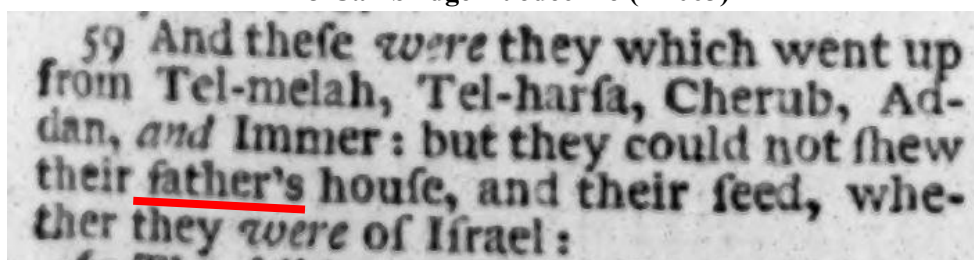 59 And theſe were they which went up
from Tel-melah, Tel-harſa, Cherub, Ad-
dan, and Immer: but they could not ſhew
their father's houſe, and their ſeed, whe-
ther they were of Iſrael: